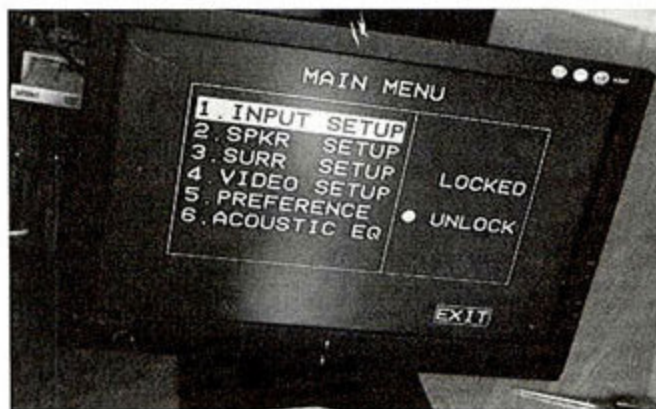 MAIN MENU
1.INPUT SETUP
2.SPKR SETUP
3.SURR SETUP
4 VIDEO SETUP
5.PREFERENCE
6.ACOUSTIC EQ
LOCKED
UNLOCK
EXIT